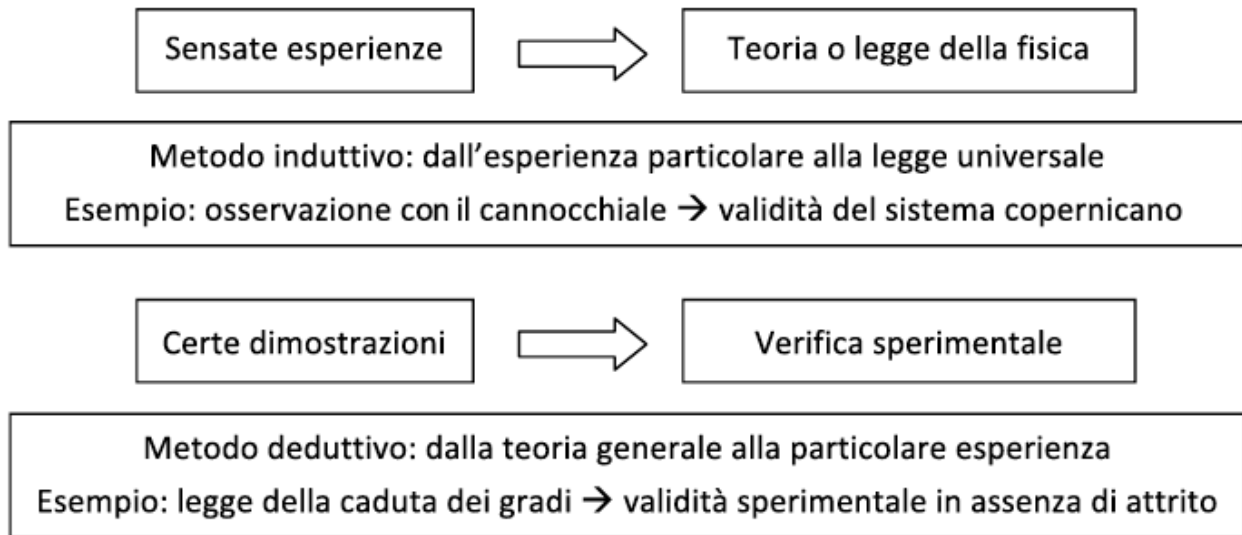 Sensate esperienze
Teoria o legge della fisica
Metodo induttivo: dall'esperienza particolare alla legge universale
Esempio: osservazione con il cannocchiale → validità del sistema copernicano
Certe dimostrazioni
Verifica sperimentale
Metodo deduttivo: dalla teoria generale alla particolare esperienza
Esempio: legge della caduta dei gradi → validità sperimentale in assenza di attrito